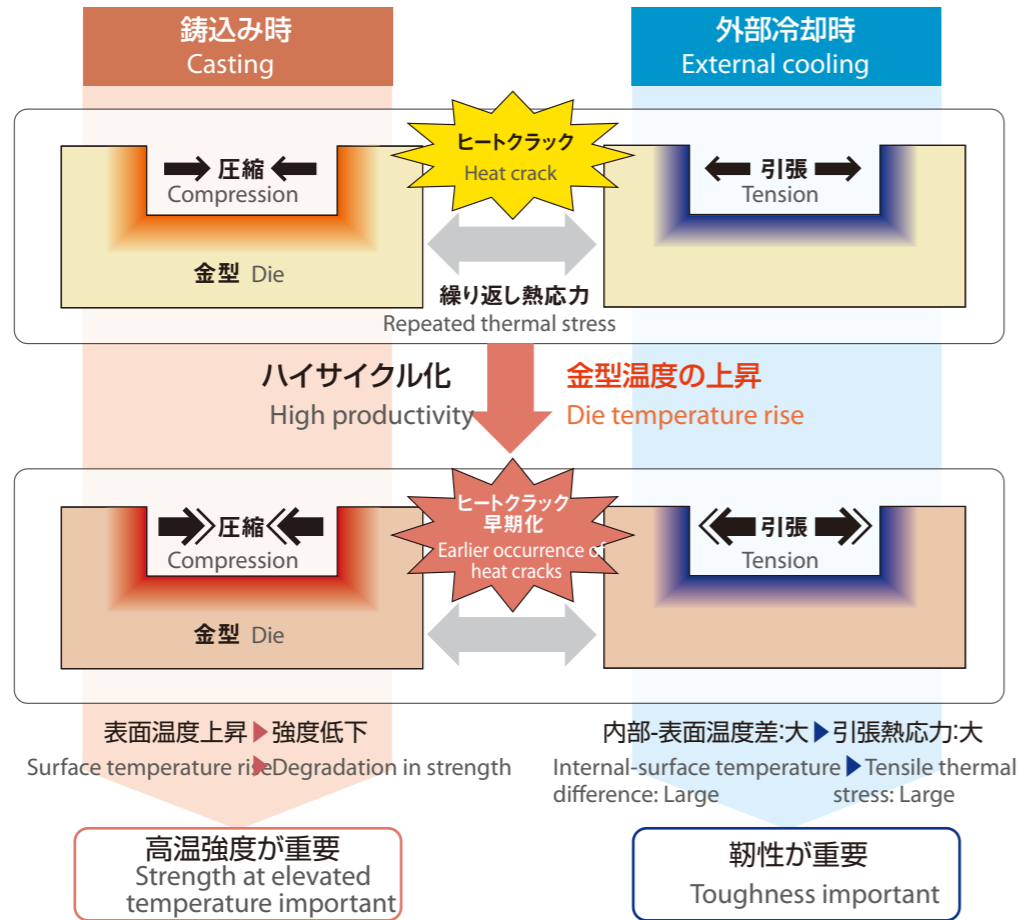 鋳込み時
Casting
外部冷却時
External cooling
圧縮
Compression
ヒートクラック
Heat crack
引張
Tension
金型 Die
繰り返し熱応力
Repeated thermal stress
ハイサイクル化
High productivity
金型温度の上昇
Die temperature rise
圧縮
Compression
ヒートクラック
早期化
Earlier occurrence of
heat cracks
引張
Tension
金型 Die
表面温度上昇▶強度低下
Surface temperature rise▶Degradation in strength
内部-表面温度差:大▶引張熱応力:大
Internal-surface temperature▶Tensile thermal
difference: Large stress: Large
高温強度が重要
Strength at elevated
temperature important
靭性が重要
Toughness important